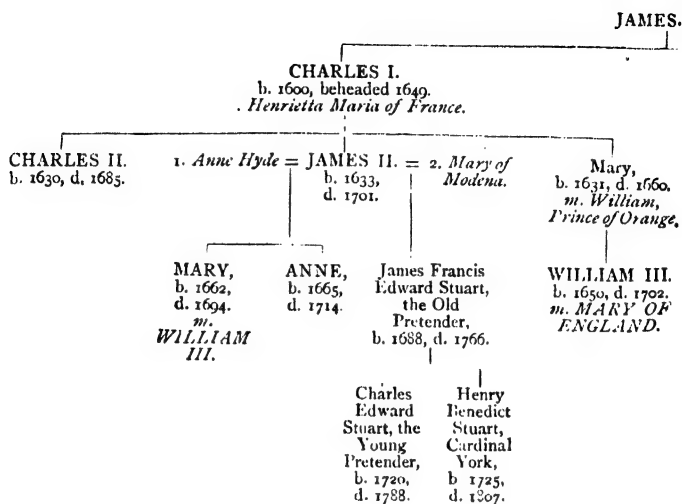 JAMES.
CHARLES I.
b. 1600, beheaded 1649.
. Henrietta Maria of France.
CHARLES II.
b. 1630, d. 1685.
1. Anne Hyde = JAMES II. = 2. Mary of
Modena.
b. 1633,
d. 1701.
Mary,
b. 1631, d. 1660.
m. William,
Prince of Orange.
MARY,
b. 1662,
d. 1694.
m.
WILLIAM
III.
ANNE,
b. 1665,
d. 1714.
James Francis
Edward Stuart,
the Old
Pretender,
b. 1688, d. 1766.
WILLIAM III.
b. 1650, d. 1702.
m. MARY OF
ENGLAND.
Charles
Edward
Stuart, the
Young
Pretender,
b. 1720,
d. 1788.
Henry
Benedict
Stuart,
Cardinal
York,
b 1725,
d. 1807.